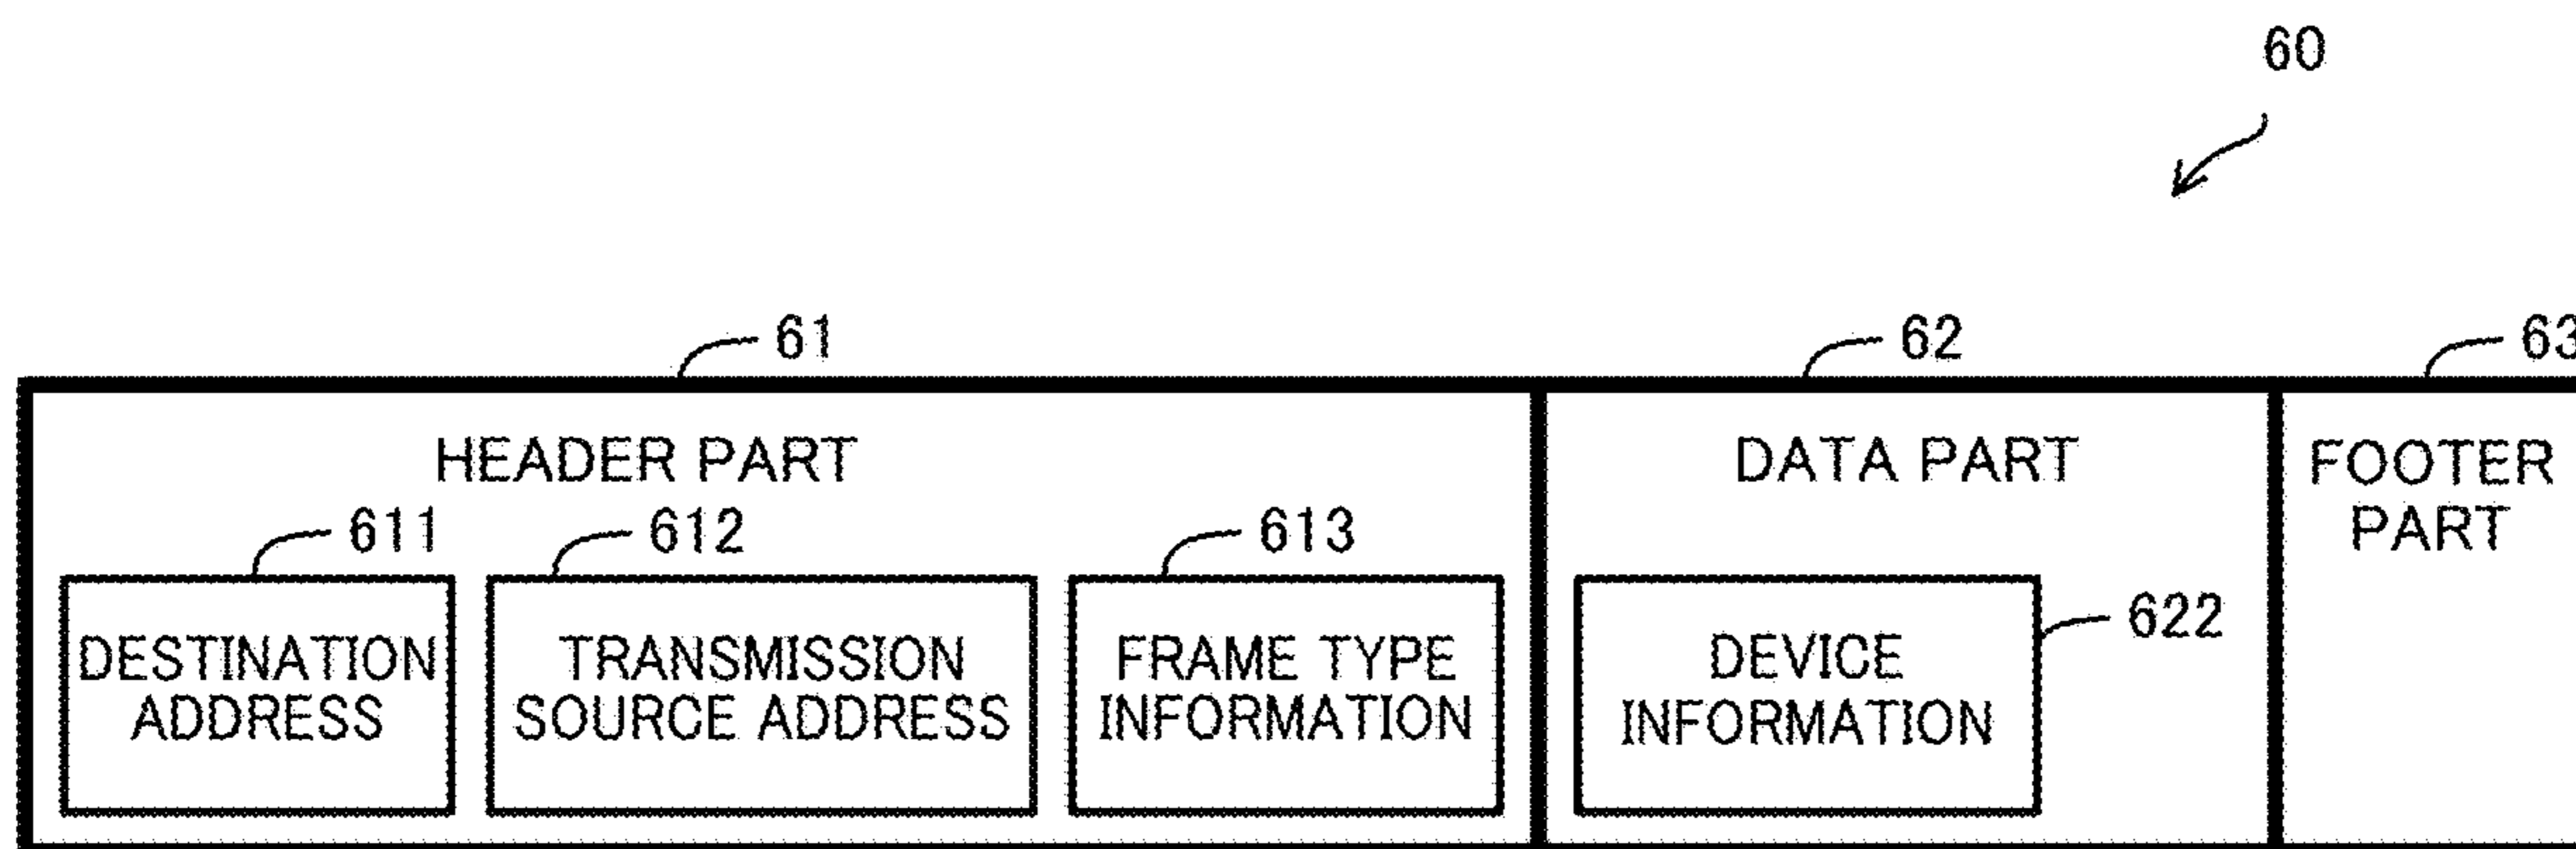 60
61
62
63
HEADER PART
DATA PART
FOOTER
PART
611
612
613
622
DESTINATION
ADDRESS
TRANSMISSION
SOURCE ADDRESS
FRAME TYPE
INFORMATION
DEVICE
INFORMATION